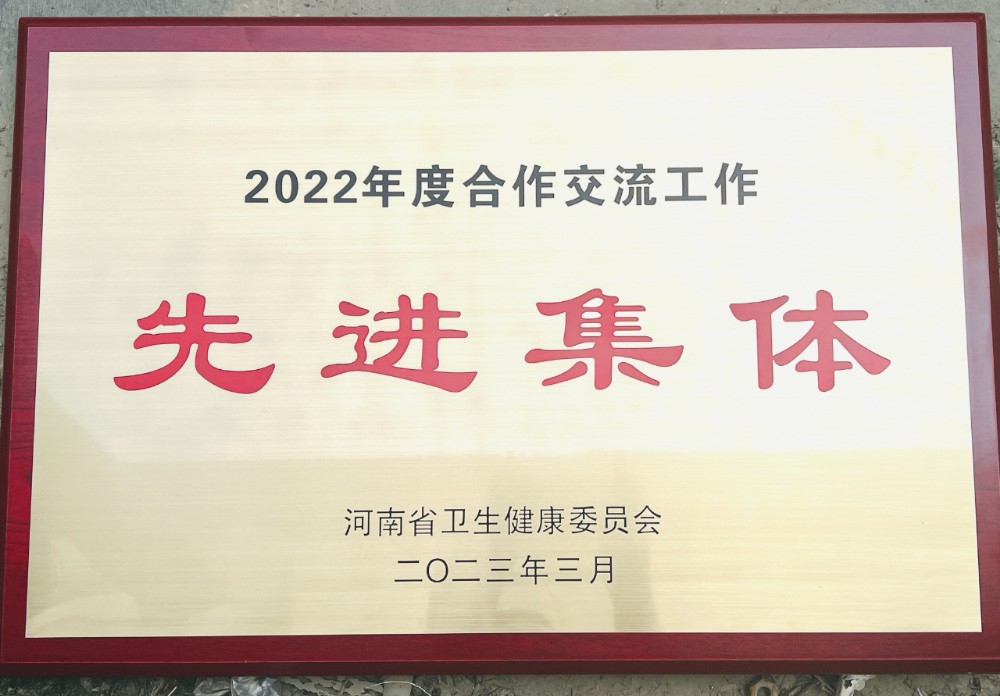 2022年度合作交流工作
先进集体
河南省卫生健康委员会
二〇二三年三月